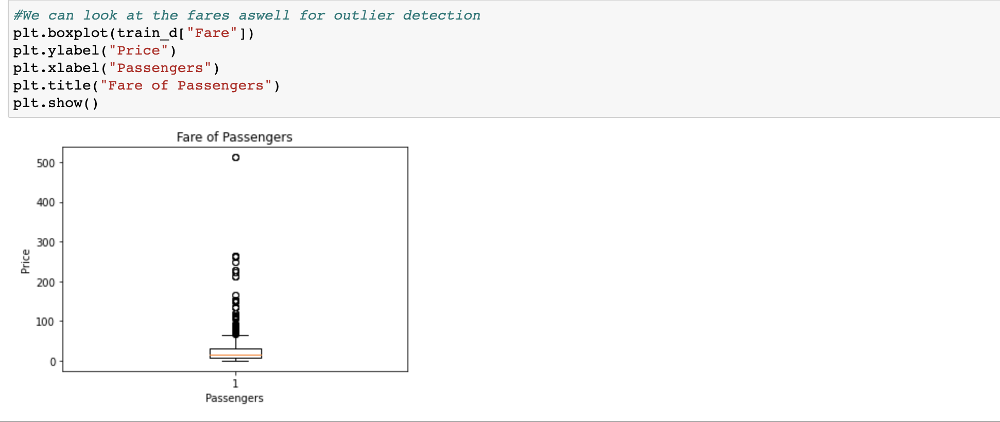 #We can look at the fares aswell for outlier detection
plt.boxplot(train_d["Fare"])
plt.ylabel("Price")
plt.xlabel("Passengers")
plt.title("Fare of Passengers")
plt.show()
Fare of Passengers
500
400
300
200
100
0
Price
1
Passengers